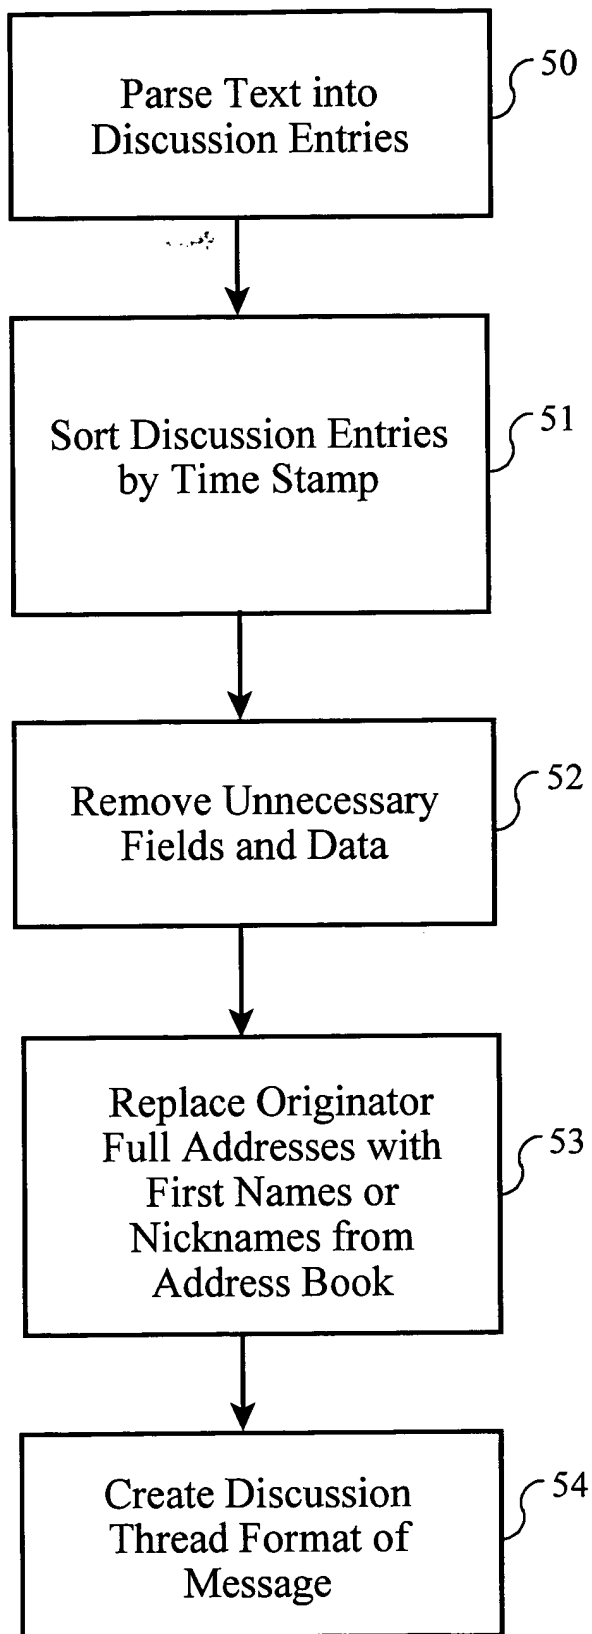 Parse Text into
Discussion Entries
50
Sort Discussion Entries
by Time Stamp
51
Remove Unnecessary
Fields and Data
52
Replace Originator
Full Addresses with
First Names or
Nicknames from
Address Book
53
Create Discussion
Thread Format of
Message
54